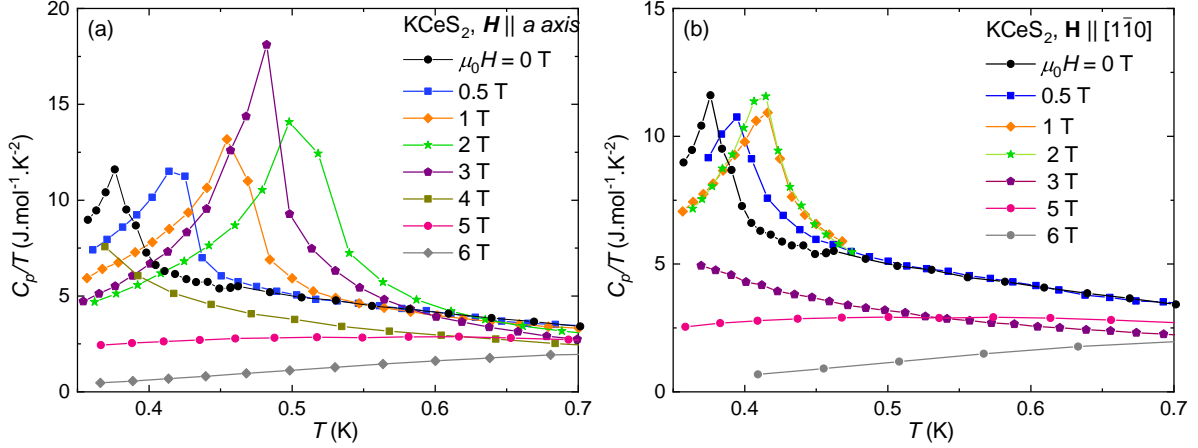 (a)
KCeS₂, H || a axis
μ₀H = 0 T
0.5 T
1 T
2 T
3 T
4 T
5 T
6 T
20
15
10
5
0
0.4
0.5
0.6
0.7
T (K)
Cₚ/T (J.mol⁻¹.K⁻²)
(b)
KCeS₂, H || [11̄0]
μ₀H = 0 T
0.5 T
1 T
2 T
3 T
5 T
6 T
15
10
5
0
0.4
0.5
0.6
0.7
T (K)
Cₚ/T (J.mol⁻¹.K⁻²)